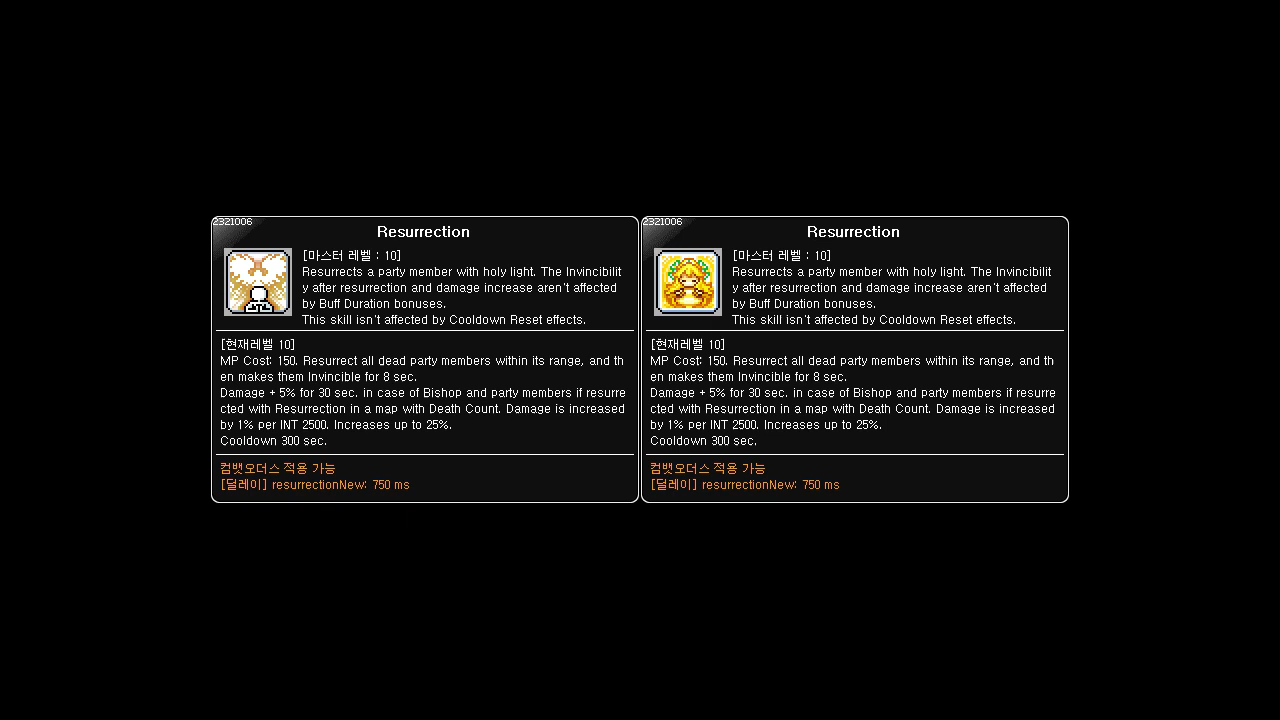 2321006
Resurrection
[마스터 레벨 : 10]
Resurrects a party member with holy light. The Invincibilit
y after resurrection and damage increase aren't affected
by Buff Duration bonuses.
This skill isn't affected by Cooldown Reset effects.
[현재레벨 10]
MP Cost: 150. Resurrect all dead party members within its range, and th
en makes them Invincible for 8 sec.
Damage + 5% for 30 sec. in case of Bishop and party members if resurre
cted with Resurrection in a map with Death Count. Damage is increased
by 1% per INT 2500. Increases up to 25%.
Cooldown 300 sec.
컴뱃오더스 적용 가능
[딜레이] resurrectionNew: 750 ms
2321006
Resurrection
[마스터 레벨 : 10]
Resurrects a party member with holy light. The Invincibilit
y after resurrection and damage increase aren't affected
by Buff Duration bonuses.
This skill isn't affected by Cooldown Reset effects.
[현재레벨 10]
MP Cost: 150. Resurrect all dead party members within its range, and th
en makes them Invincible for 8 sec.
Damage + 5% for 30 sec. in case of Bishop and party members if resurre
cted with Resurrection in a map with Death Count. Damage is increased
by 1% per INT 2500. Increases up to 25%.
Cooldown 300 sec.
컴뱃오더스 적용 가능
[딜레이] resurrectionNew: 750 ms